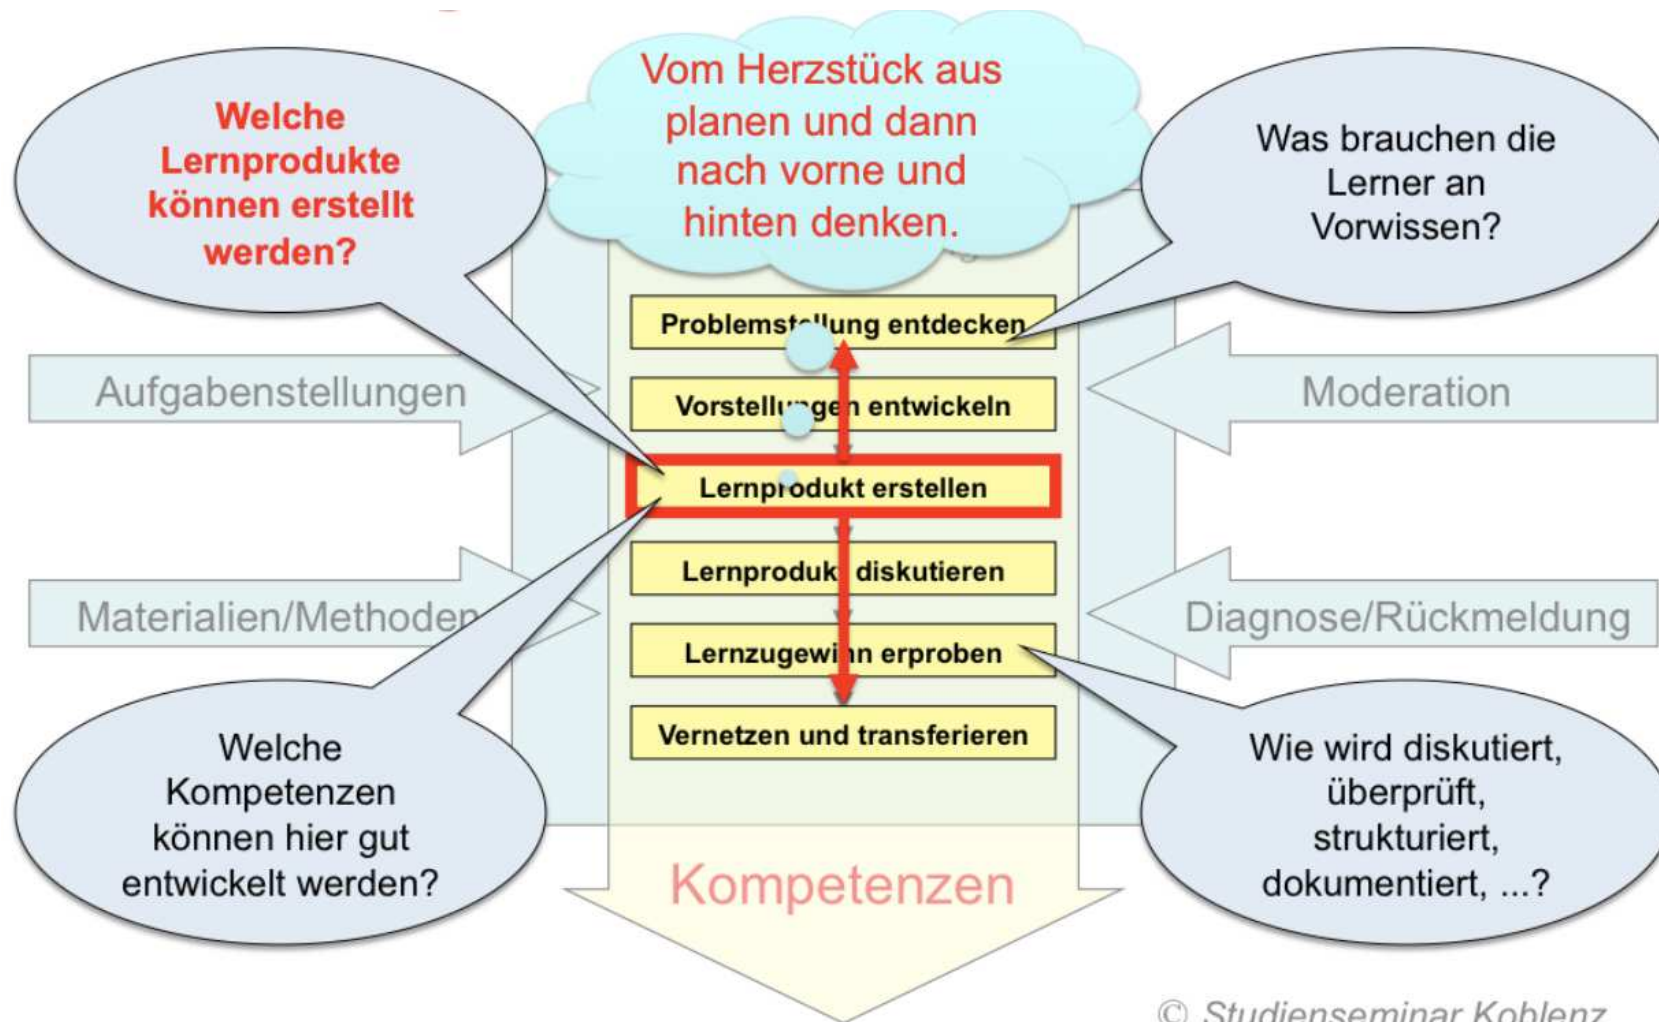 Welche
Lernprodukte
können erstellt
werden?
Vom Herzstück aus
planen und dann
nach vorne und
hinten denken.
Was brauchen die
Lerner an
Vorwissen?
Problemstellung entdecken
Aufgabenstellungen
Moderation
Vorstellungen entwickeln
Lernprodukt erstellen
Lernprodukt diskutieren
Materialien/Methoden
Diagnose/Rückmeldung
Lernzugewinn erproben
Vernetzen und transferieren
Welche
Kompetenzen
können hier gut
entwickelt werden?
Wie wird diskutiert,
überprüft,
strukturiert,
dokumentiert, ...?
Kompetenzen
© Studienseminar Koblenz